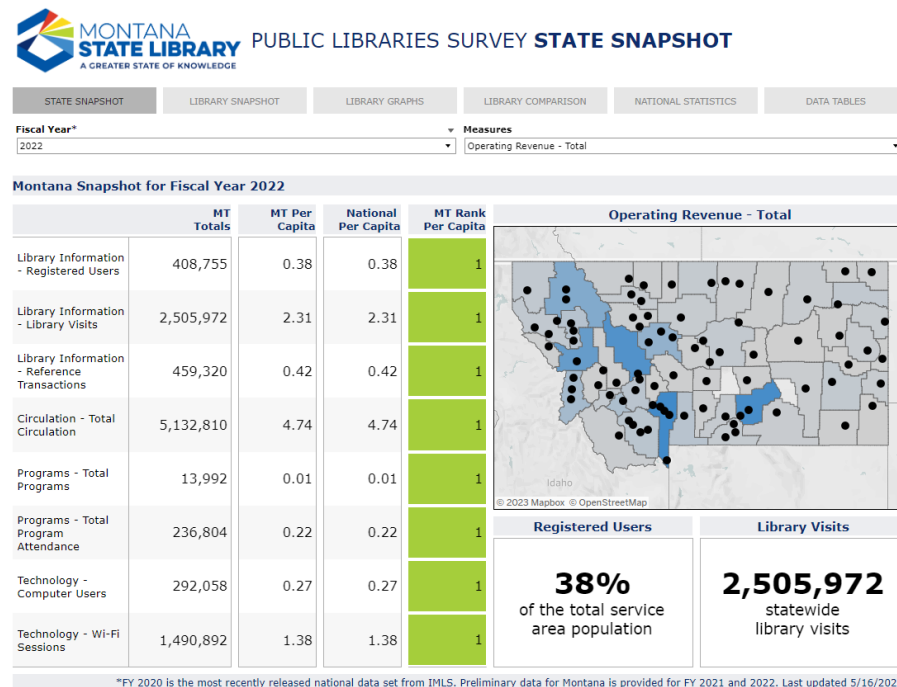 MONTANA
STATE LIBRARY
A GREATER STATE OF KNOWLEDGE
PUBLIC LIBRARIES SURVEY STATE SNAPSHOT
STATE SNAPSHOT
LIBRARY SNAPSHOT
LIBRARY GRAPHS
LIBRARY COMPARISON
NATIONAL STATISTICS
DATA TABLES
Fiscal Year*
2022
Measures
Operating Revenue - Total
Montana Snapshot for Fiscal Year 2022
MT Totals
MT Per Capita
National Per Capita
MT Rank Per Capita
Library Information - Registered Users
408,755
0.38
0.38
1
Library Information - Library Visits
2,505,972
2.31
2.31
1
Library Information - Reference Transactions
459,320
0.42
0.42
1
Circulation - Total Circulation
5,132,810
4.74
4.74
1
Programs - Total Programs
13,992
0.01
0.01
1
Programs - Total Program Attendance
236,804
0.22
0.22
1
Technology - Computer Users
292,058
0.27
0.27
1
Technology - Wi-Fi Sessions
1,490,892
1.38
1.38
1
Operating Revenue - Total
Idaho
© 2023 Mapbox © OpenStreetMap
Registered Users
38%
of the total service
area population
Library Visits
2,505,972
statewide
library visits
*FY 2020 is the most recently released national data set from IMLS. Preliminary data for Montana is provided for FY 2021 and 2022. Last updated 5/16/202